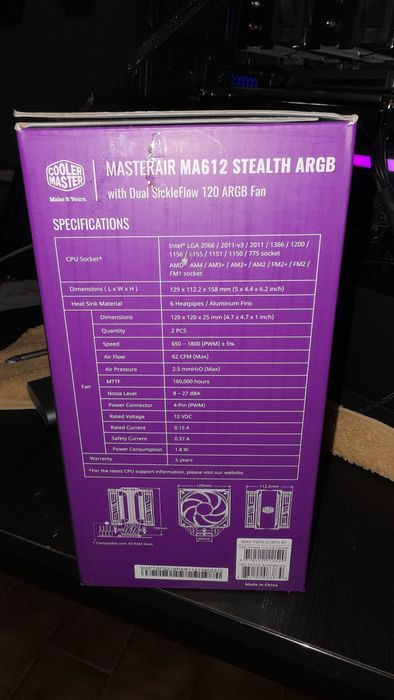 COOLER
MASTER
Make It Yours.
MASTERAIR MA612 STEALTH ARGB
with Dual SickleFlow 120 ARGB Fan
SPECIFICATIONS
CPU Socket*
Intel® LGA 2066 / 2011-v3 / 2011 / 1366 / 1200 /
1156 / 1155 / 1151 / 1150 / 775 socket
AMD® AM4 / AM3+ / AM2+ / AM2 / FM2+ / FM2 /
FM1 socket
Dimensions ( L x W x H ) 129 x 112.2 x 158 mm (5 x 4.4 x 6.2 inch)
Heat Sink Material 6 Heatpipes / Aluminum Fins
Fan
Dimensions 120 x 120 x 25 mm (4.7 x 4.7 x 1 inch)
Quantity 2 PCS
Speed 650 ~ 1800 (PWM) ± 5%
Air Flow 62 CFM (Max)
Air Pressure 2.5 mmH₂O (Max)
MTTF 160,000 hours
Noise Level 8 ~ 27 dBA
Power Connector 4-Pin (PWM)
Rated Voltage 12 VDC
Rated Current 0.15 A
Safety Current 0.37 A
Power Consumption 1.8 W
Warranty 5 years
*For the latest CPU support information, please visit our website.
129mm
112.2mm
158mm
* Compatible with All RAM Sizes
Made in China